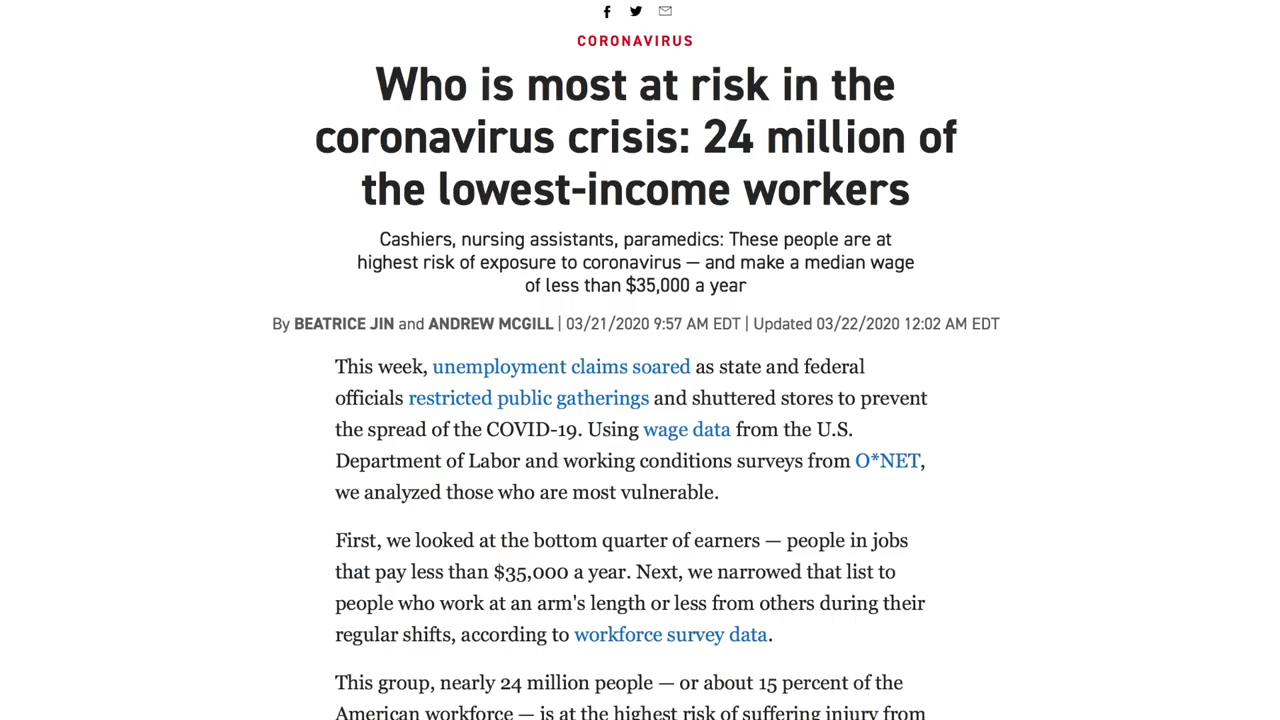 CORONAVIRUS
Who is most at risk in the
coronavirus crisis: 24 million of
the lowest-income workers
Cashiers, nursing assistants, paramedics: These people are at
highest risk of exposure to coronavirus — and make a median wage
of less than $35,000 a year
By BEATRICE JIN and ANDREW MCGILL | 03/21/2020 9:57 AM EDT | Updated 03/22/2020 12:02 AM EDT
This week, unemployment claims soared as state and federal
officials restricted public gatherings and shuttered stores to prevent
the spread of the COVID-19. Using wage data from the U.S.
Department of Labor and working conditions surveys from O*NET,
we analyzed those who are most vulnerable.
First, we looked at the bottom quarter of earners — people in jobs
that pay less than $35,000 a year. Next, we narrowed that list to
people who work at an arm's length or less from others during their
regular shifts, according to workforce survey data.
This group, nearly 24 million people — or about 15 percent of the
American workforce — is at the highest risk of suffering injury from